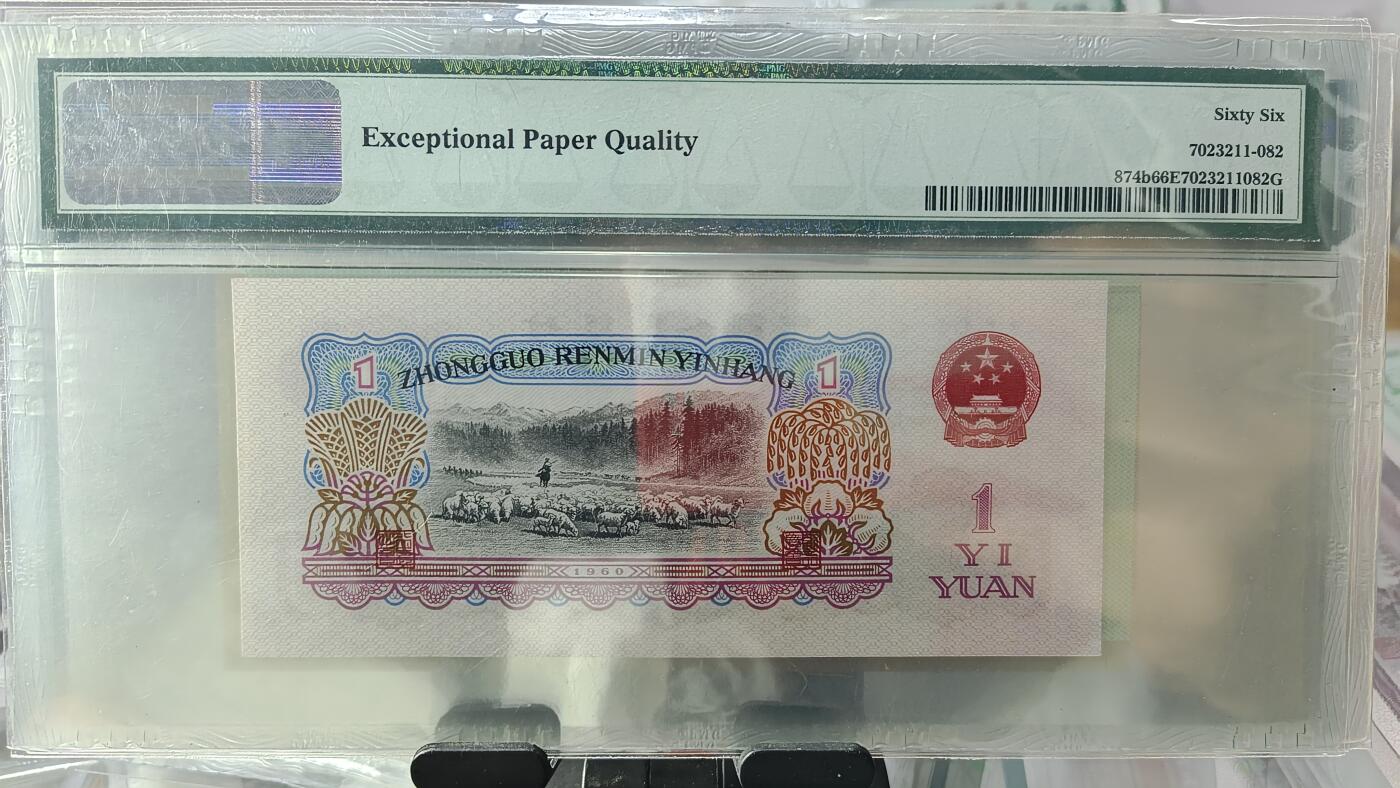 Exceptional Paper Quality
Sixty Six
7023211-082
874b66E7023211082G
1
ZHONGGUO RENMIN YINHANG
1
1960
1
YI
YUAN